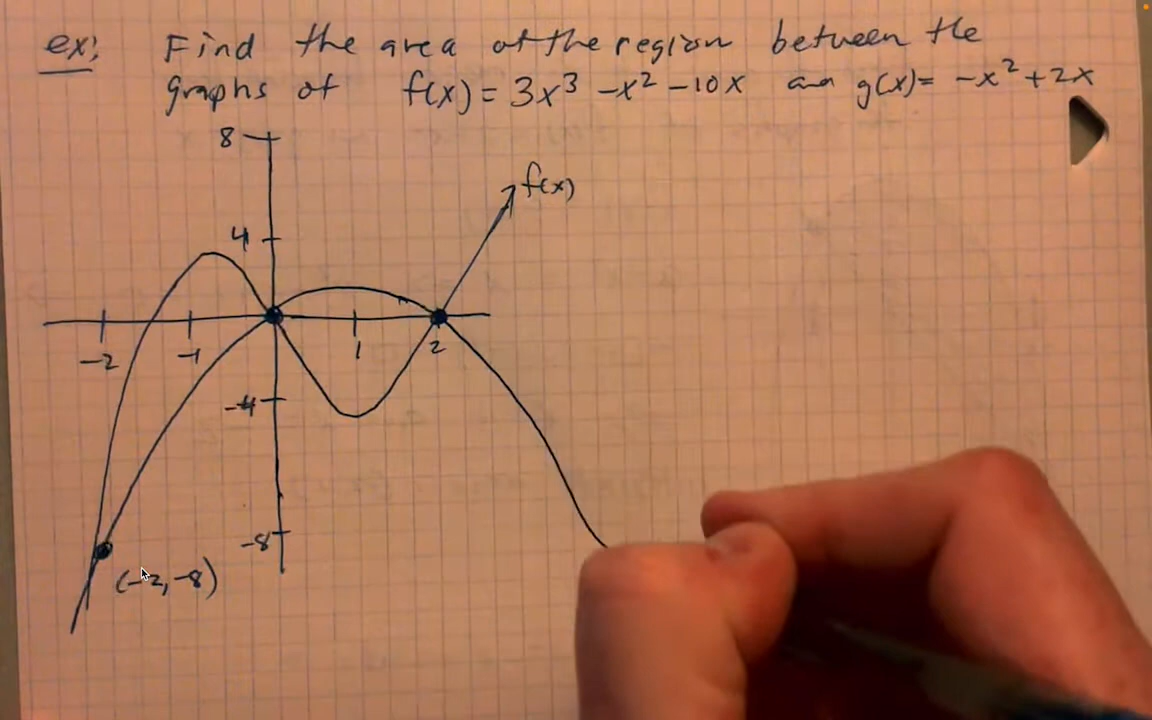 ex: Find the area of the region between the
graphs of f(x) = 3x³ -x² -10x and g(x)= -x²+2x
8
f(x)
4
-2 -1 1 2
-4
-8
(-2,-8)